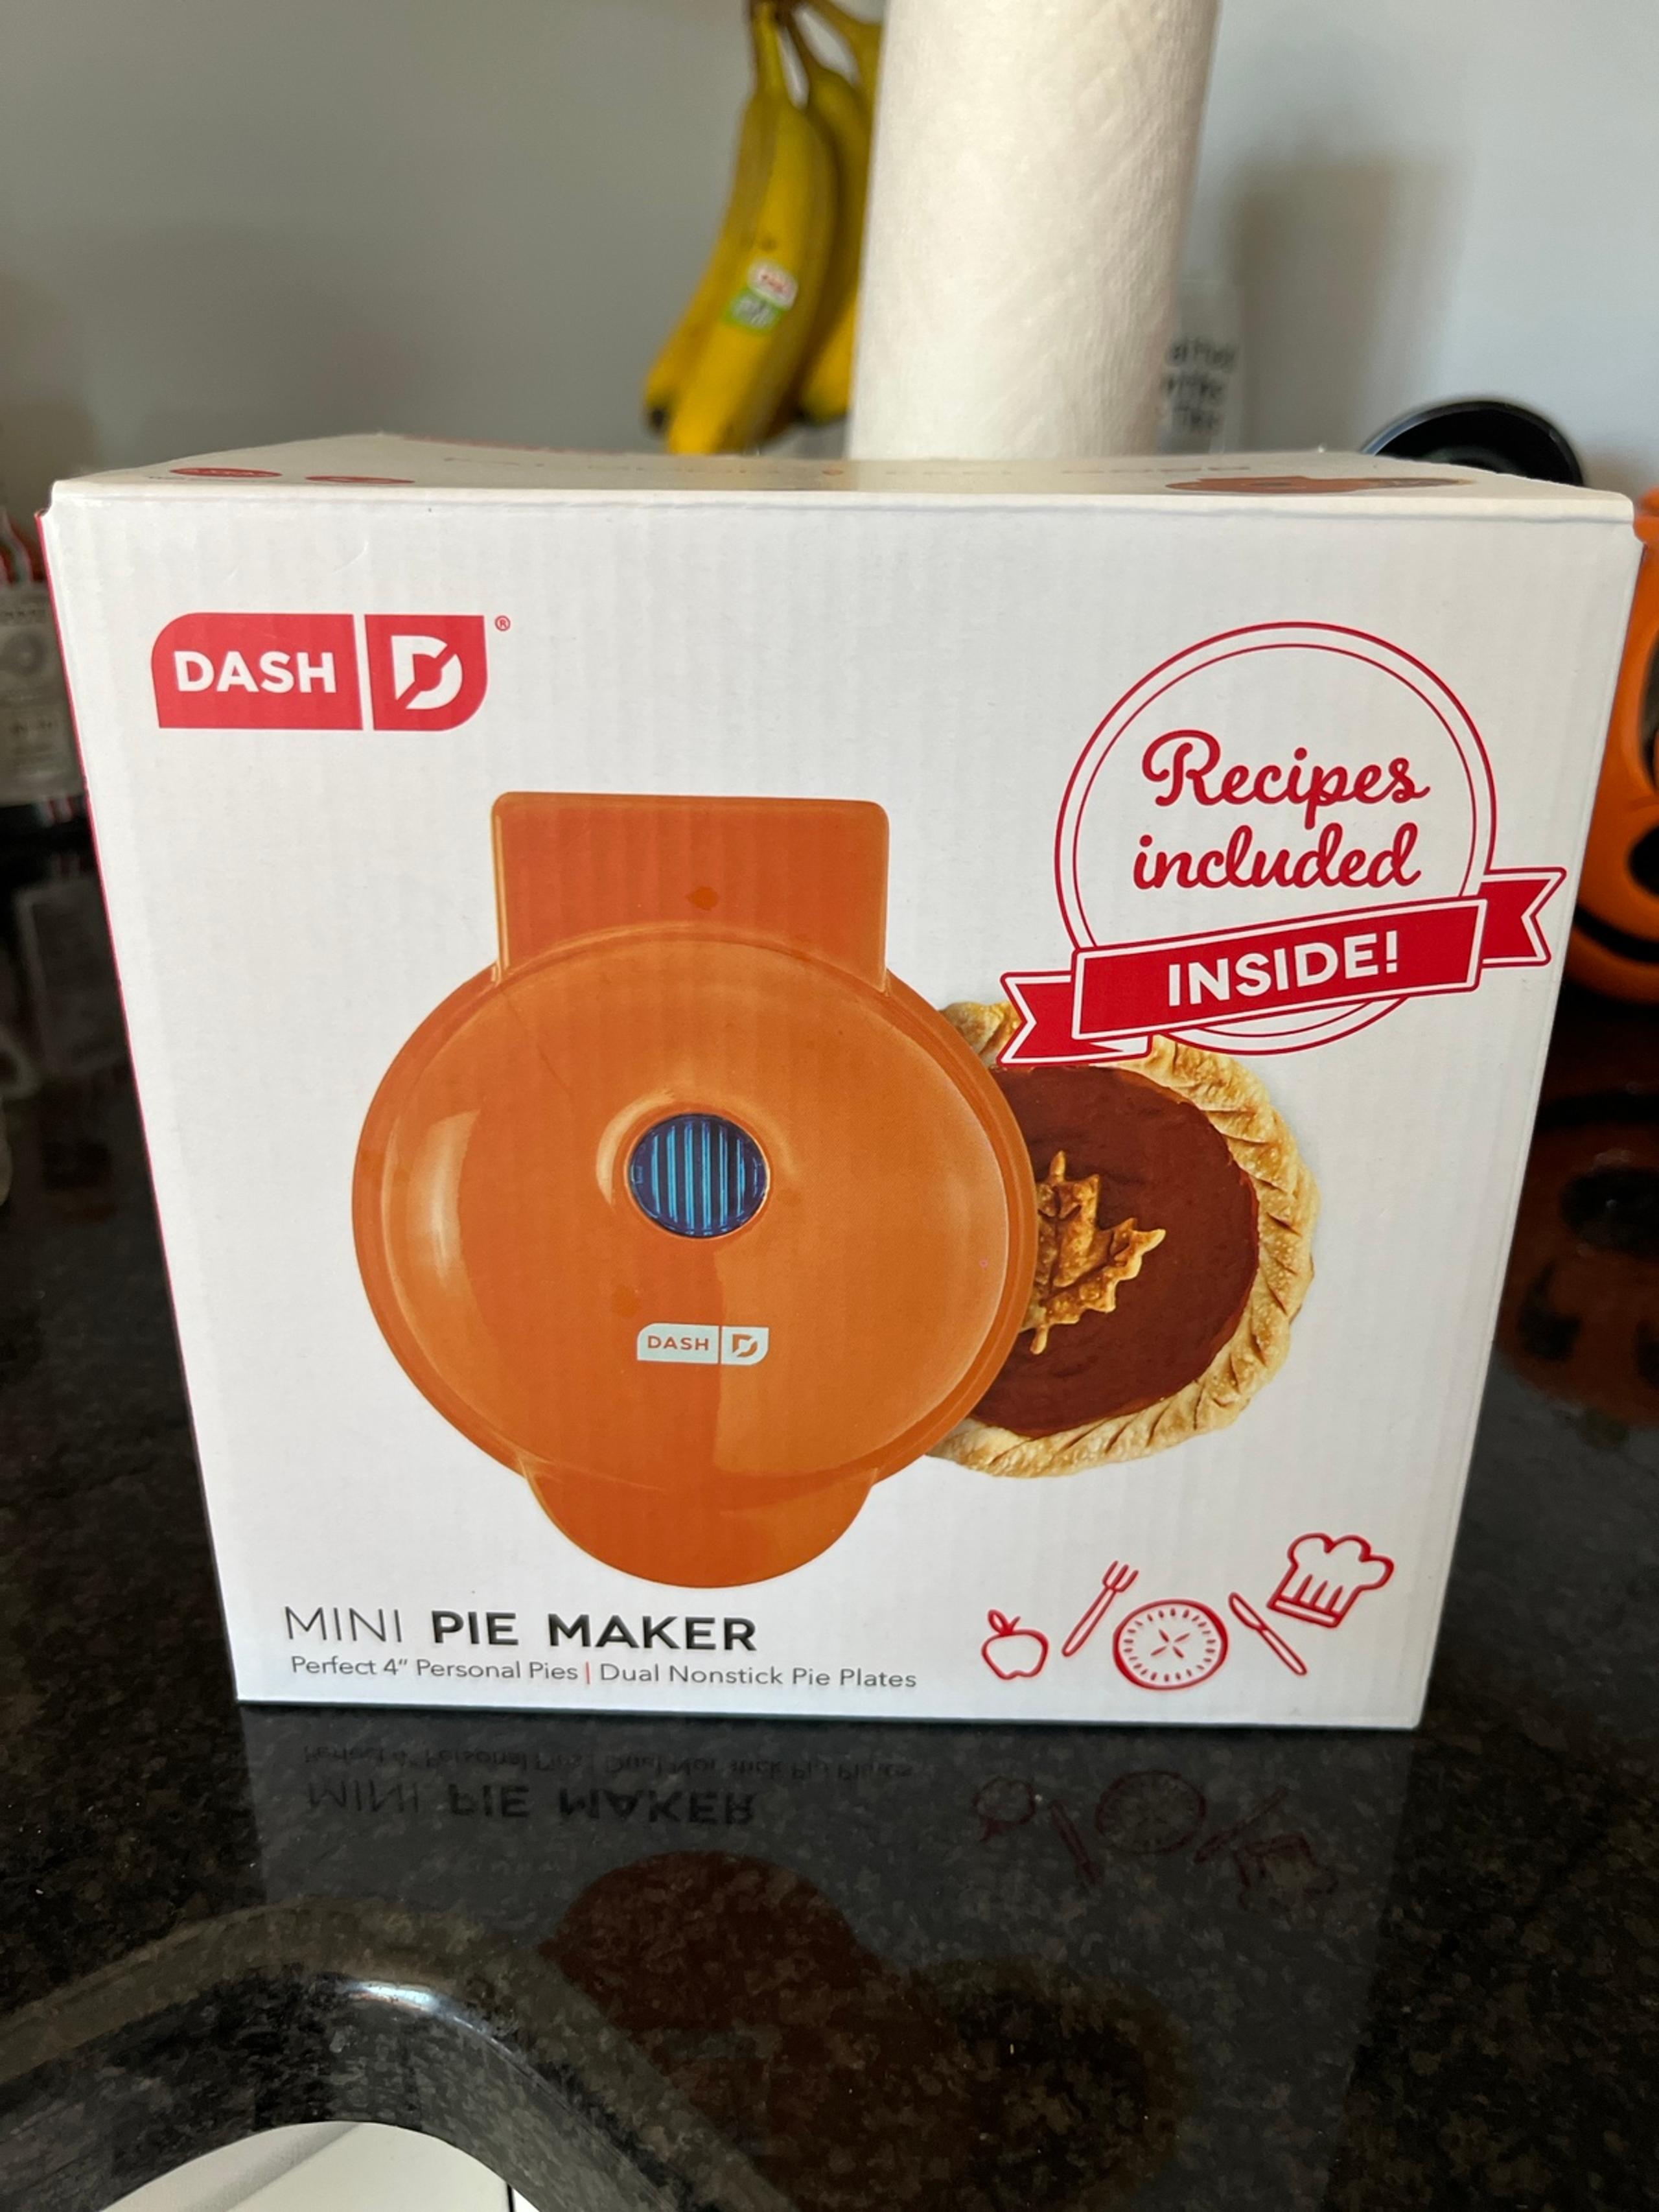 DASH D®
Recipes
included
INSIDE!
DASH D
MINI PIE MAKER
Perfect 4" Personal Pies | Dual Nonstick Pie Plates